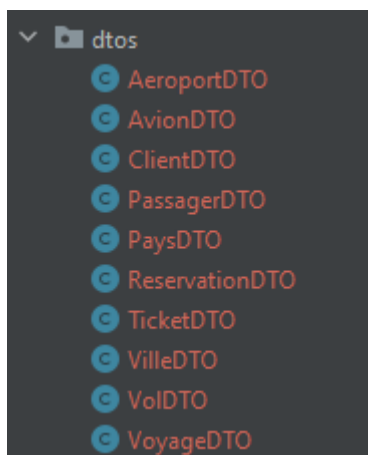 dtos
C AeroportDTO
C AvionDTO
C ClientDTO
C PassagerDTO
C PaysDTO
C ReservationDTO
C TicketDTO
C VilleDTO
C VolDTO
C VoyageDTO